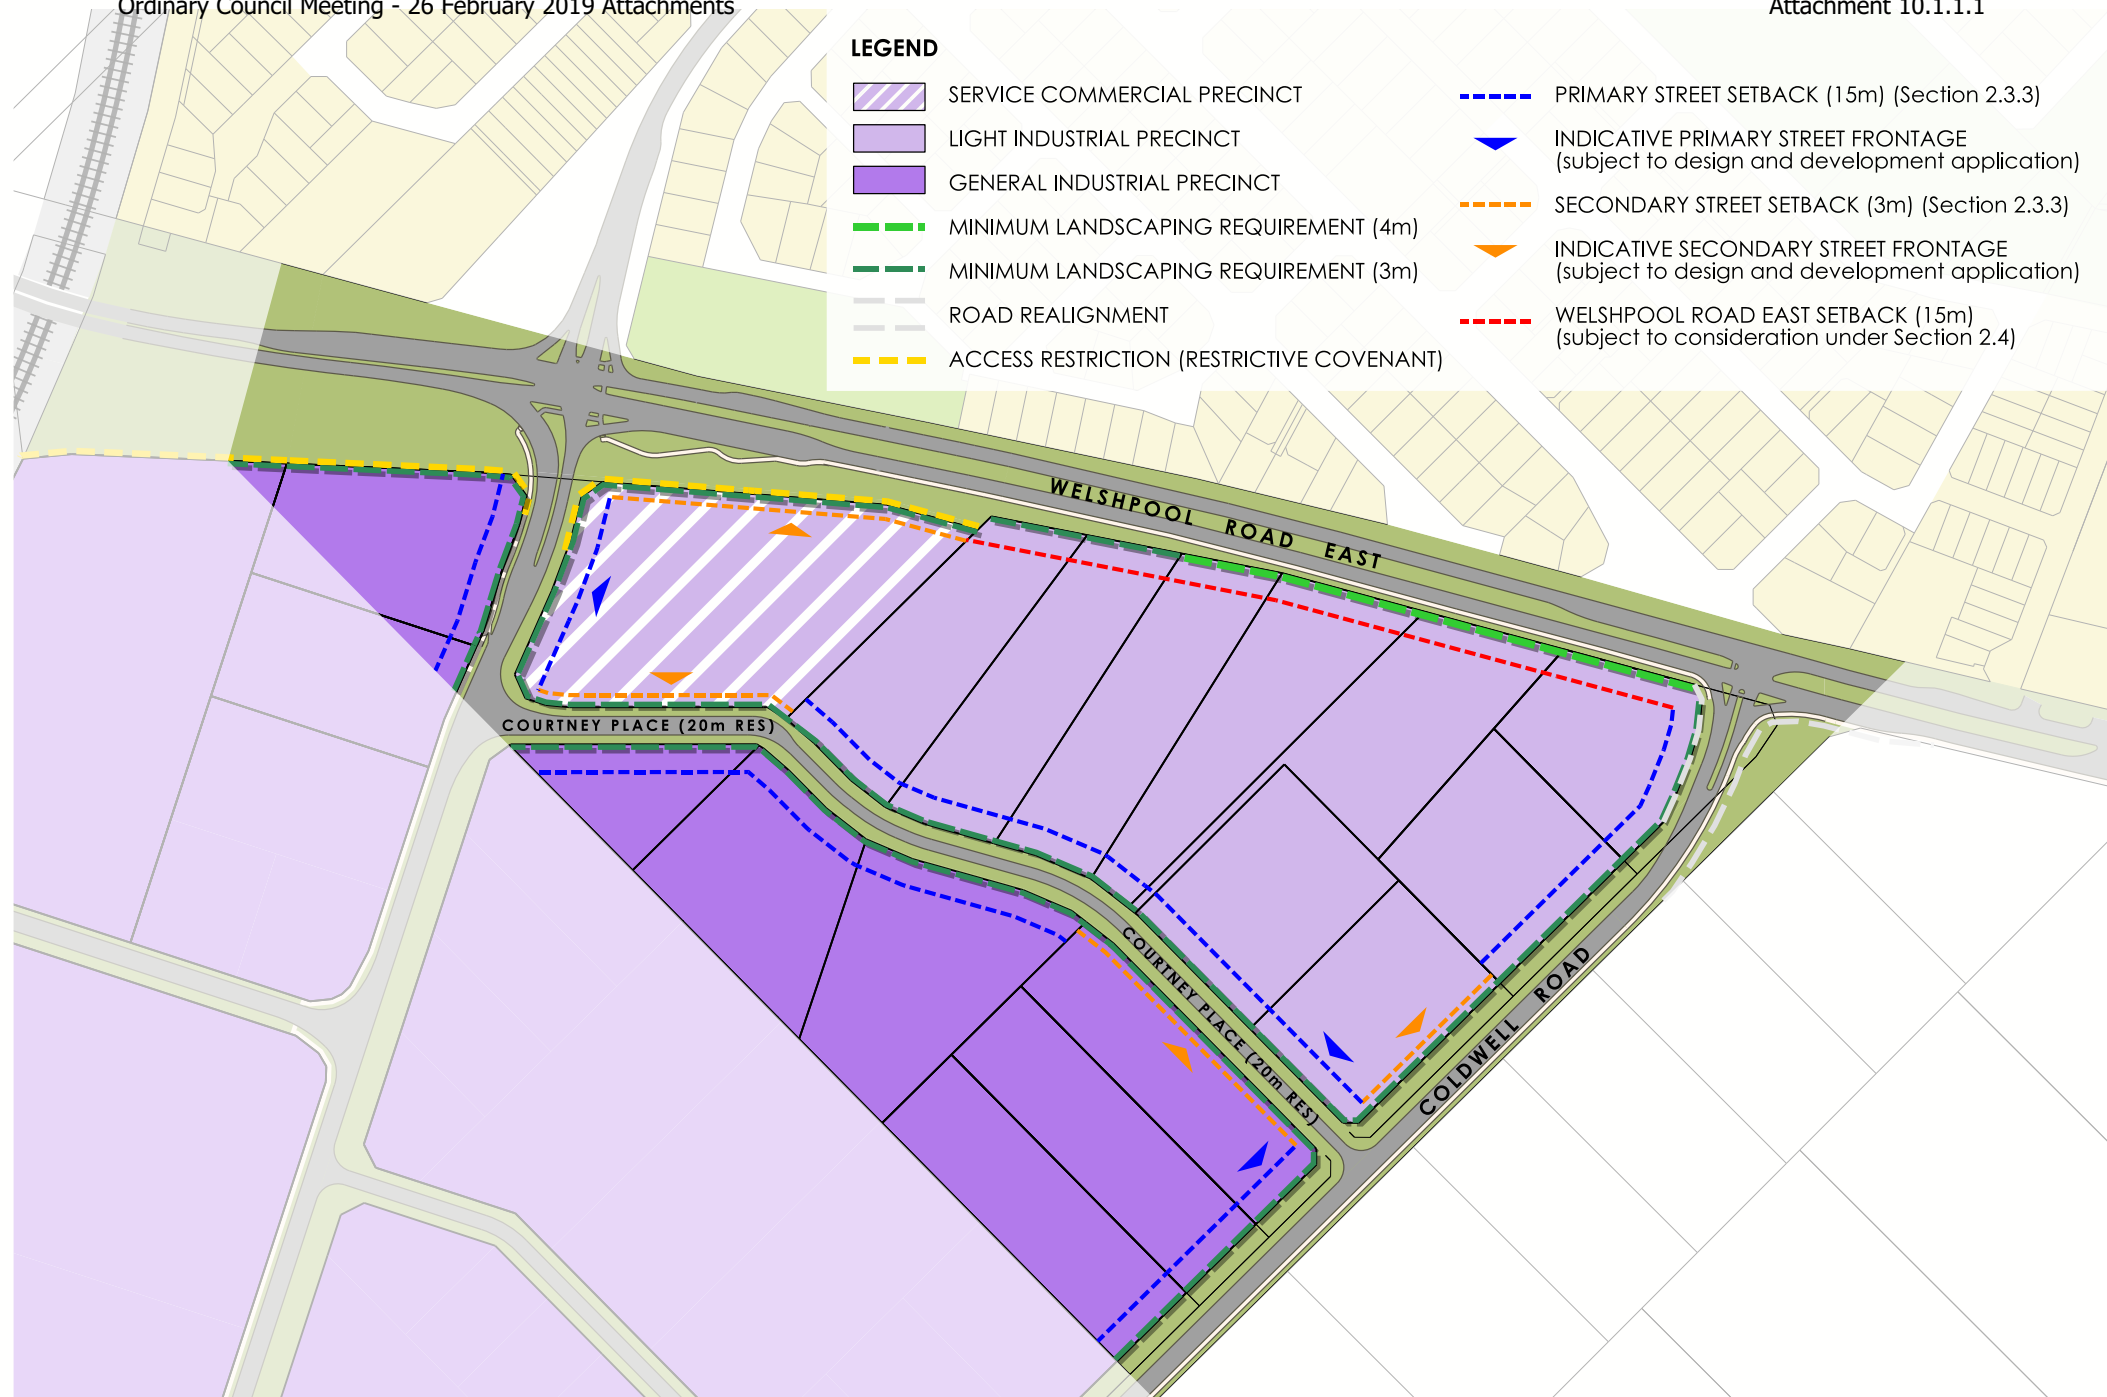 Ordinary Council Meeting - 26 February 2019 Attachments
Attachment 10.1.1.1
LEGEND
SERVICE COMMERCIAL PRECINCT
LIGHT INDUSTRIAL PRECINCT
GENERAL INDUSTRIAL PRECINCT
MINIMUM LANDSCAPING REQUIREMENT (4m)
MINIMUM LANDSCAPING REQUIREMENT (3m)
ROAD REALIGNMENT
ACCESS RESTRICTION (RESTRICTIVE COVENANT)
PRIMARY STREET SETBACK (15m) (Section 2.3.3)
INDICATIVE PRIMARY STREET FRONTAGE
(subject to design and development application)
SECONDARY STREET SETBACK (3m) (Section 2.3.3)
INDICATIVE SECONDARY STREET FRONTAGE
(subject to design and development application)
WELSHPOOL ROAD EAST SETBACK (15m)
(subject to consideration under Section 2.4)
WELSHPOOL ROAD EAST
COURTNEY PLACE (20m RES)
COURTNEY PLACE (20m RES)
COLDWELL ROAD